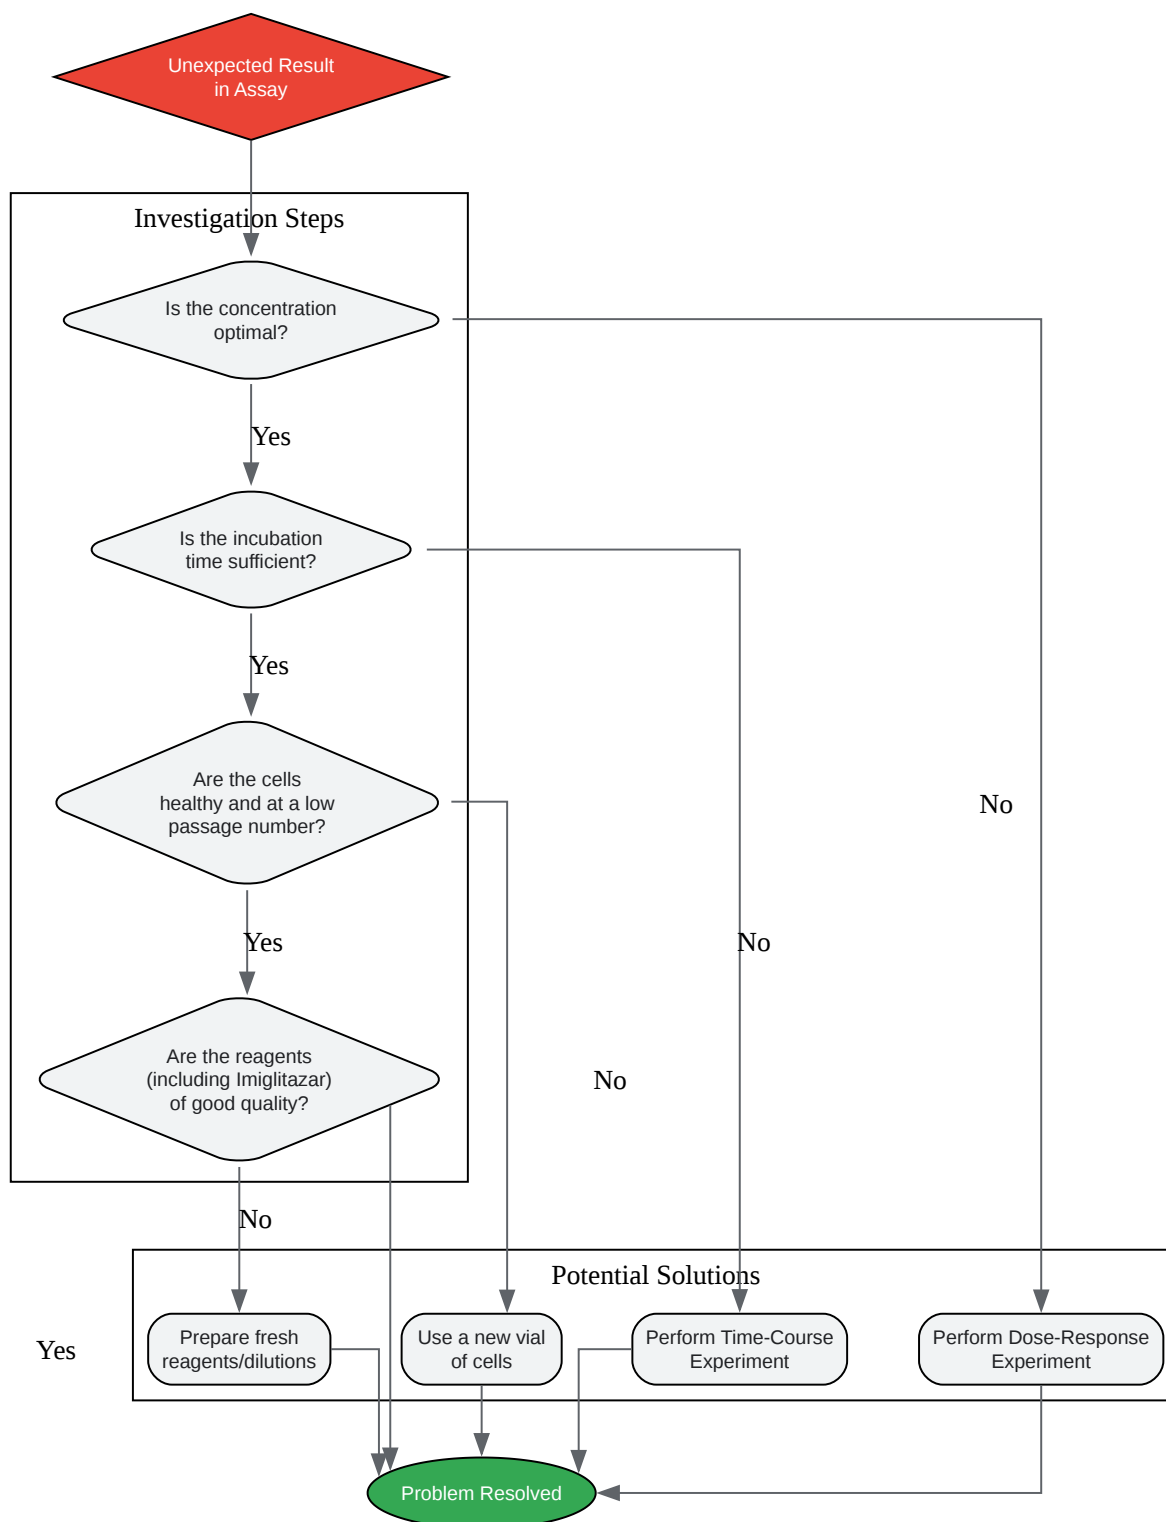 Unexpected Result
in Assay
Investigation Steps
Is the concentration
optimal?
Yes
Is the incubation
time sufficient?
Yes
Are the cells
healthy and at a low
passage number?
No
Yes
No
Are the reagents
(including Imiglitazar)
of good quality?
No
No
Potential Solutions
Yes
Prepare fresh
reagents/dilutions
Use a new vial
of cells
Perform Time-Course
Experiment
Perform Dose-Response
Experiment
Problem Resolved